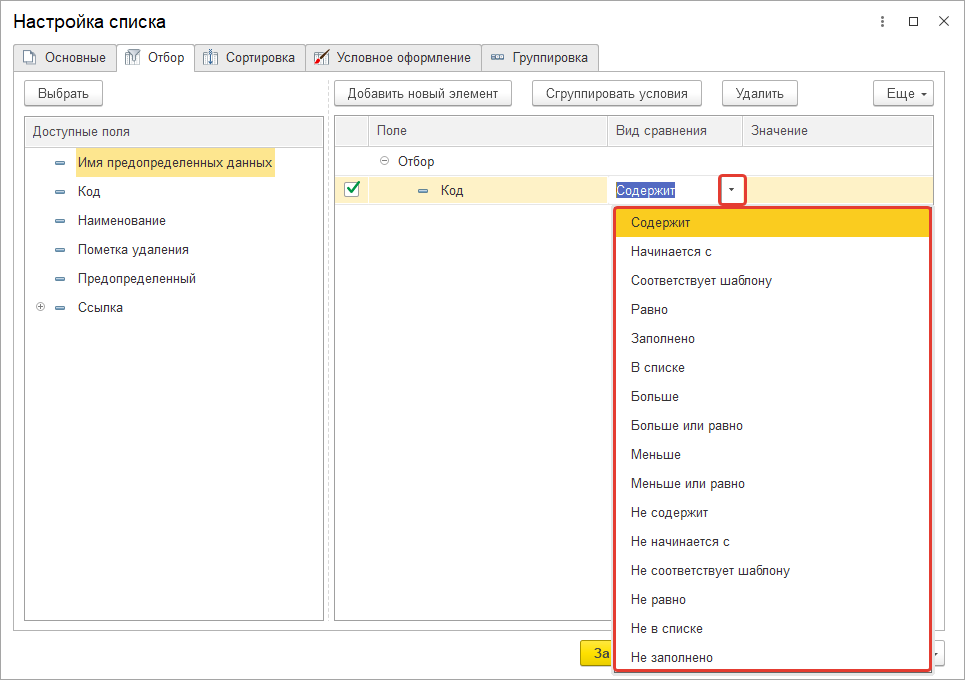 Настройка списка
Основные Отбор Сортировка Условное оформление Группировка
Выбрать Добавить новый элемент Сгруппировать условия Удалить Еще
Доступные поля
Имя предопределенных данных
Код
Наименование
Пометка удаления
Предопределенный
Ссылка
Поле Вид сравнения Значение
Отбор
Код Содержит
Содержит
Начинается с
Соответствует шаблону
Равно
Заполнено
В списке
Больше
Больше или равно
Меньше
Меньше или равно
Не содержит
Не начинается с
Не соответствует шаблону
Не равно
Не в списке
Не заполнено
За